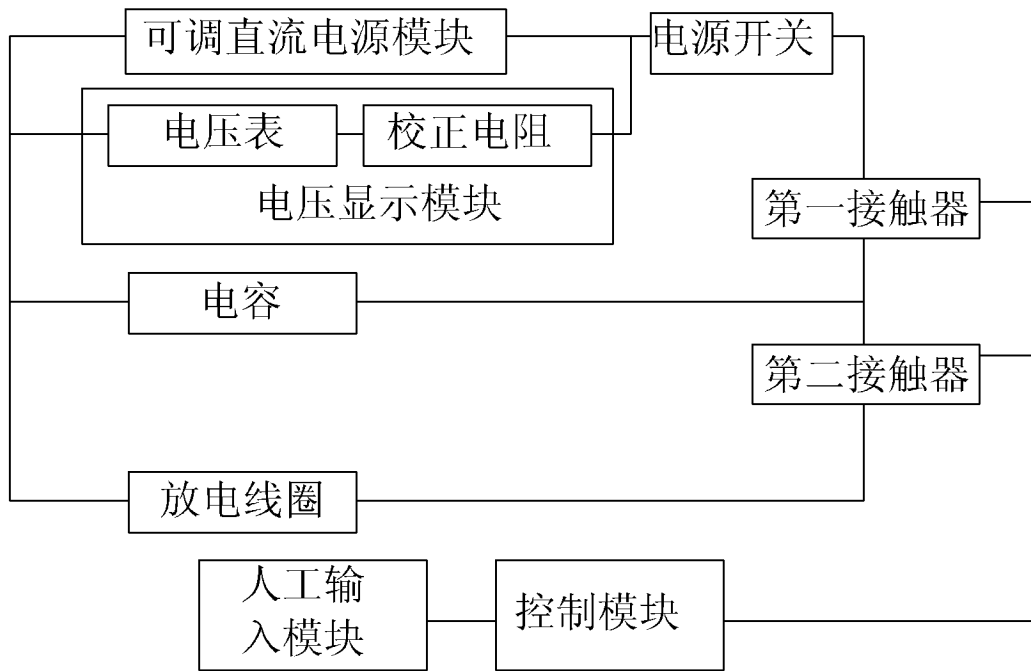 可调直流电源模块
电源开关
电压表
校正电阻
电压显示模块
第一接触器
电容
第二接触器
放电线圈
人工输
入模块
控制模块